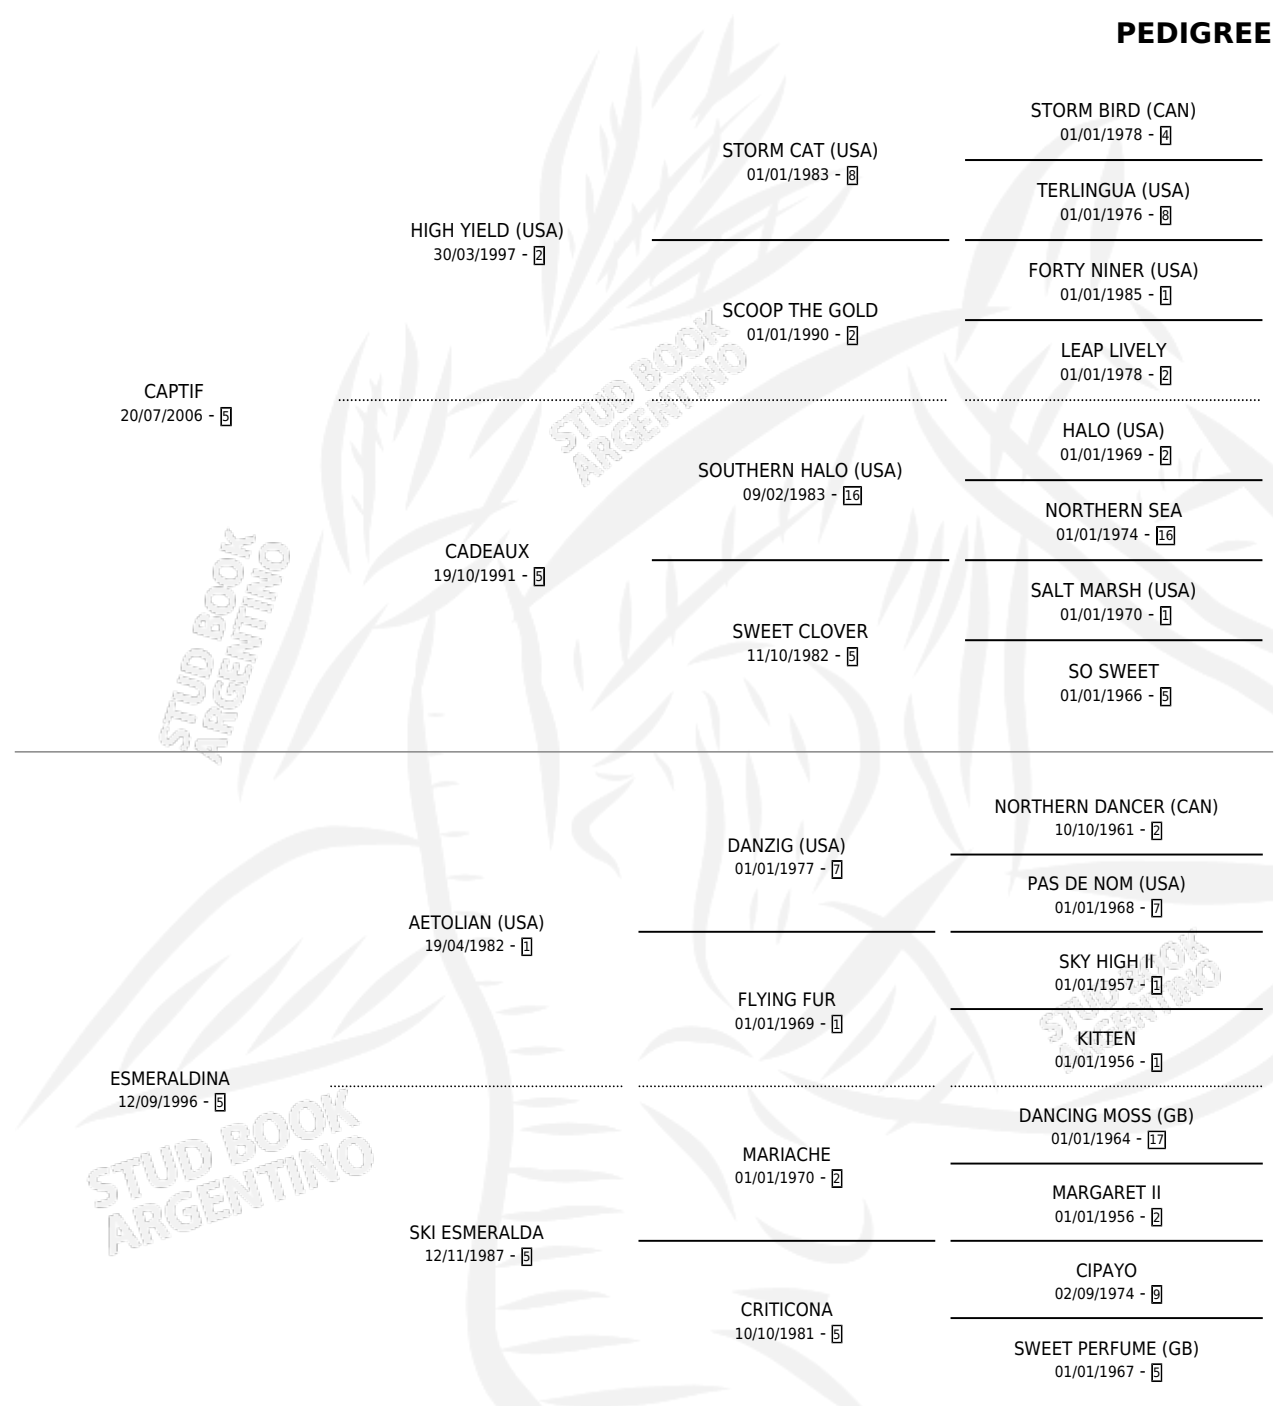 PEDIGREE
STORM BIRD (CAN)
01/01/1978 - 4
STORM CAT (USA)
01/01/1983 - 8
TERLINGUA (USA)
01/01/1976 - 8
HIGH YIELD (USA)
30/03/1997 - 2
FORTY NINER (USA)
01/01/1985 - 1
SCOOP THE GOLD
01/01/1990 - 2
LEAP LIVELY
01/01/1978 - 2
CAPTIF
20/07/2006 - 5
HALO (USA)
01/01/1969 - 2
SOUTHERN HALO (USA)
09/02/1983 - 16
NORTHERN SEA
01/01/1974 - 16
CADEAUX
19/10/1991 - 5
SALT MARSH (USA)
01/01/1970 - 1
SWEET CLOVER
11/10/1982 - 5
SO SWEET
01/01/1966 - 5
NORTHERN DANCER (CAN)
10/10/1961 - 2
DANZIG (USA)
01/01/1977 - 7
PAS DE NOM (USA)
01/01/1968 - 7
AETOLIAN (USA)
19/04/1982 - 1
SKY HIGH II
01/01/1957 - 1
FLYING FUR
01/01/1969 - 1
KITTEN
01/01/1956 - 1
ESMERALDINA
12/09/1996 - 5
DANCING MOSS (GB)
01/01/1964 - 17
MARIACHE
01/01/1970 - 2
MARGARET II
01/01/1956 - 2
SKI ESMERALDA
12/11/1987 - 5
CIPAYO
02/09/1974 - 9
CRITICONA
10/10/1981 - 5
SWEET PERFUME (GB)
01/01/1967 - 5
STUD BOOK
ARGENTINO
STUD BOOK
ARGENTINO
STUD BOOK
ARGENTINO
STUD BOOK
ARGENTINO